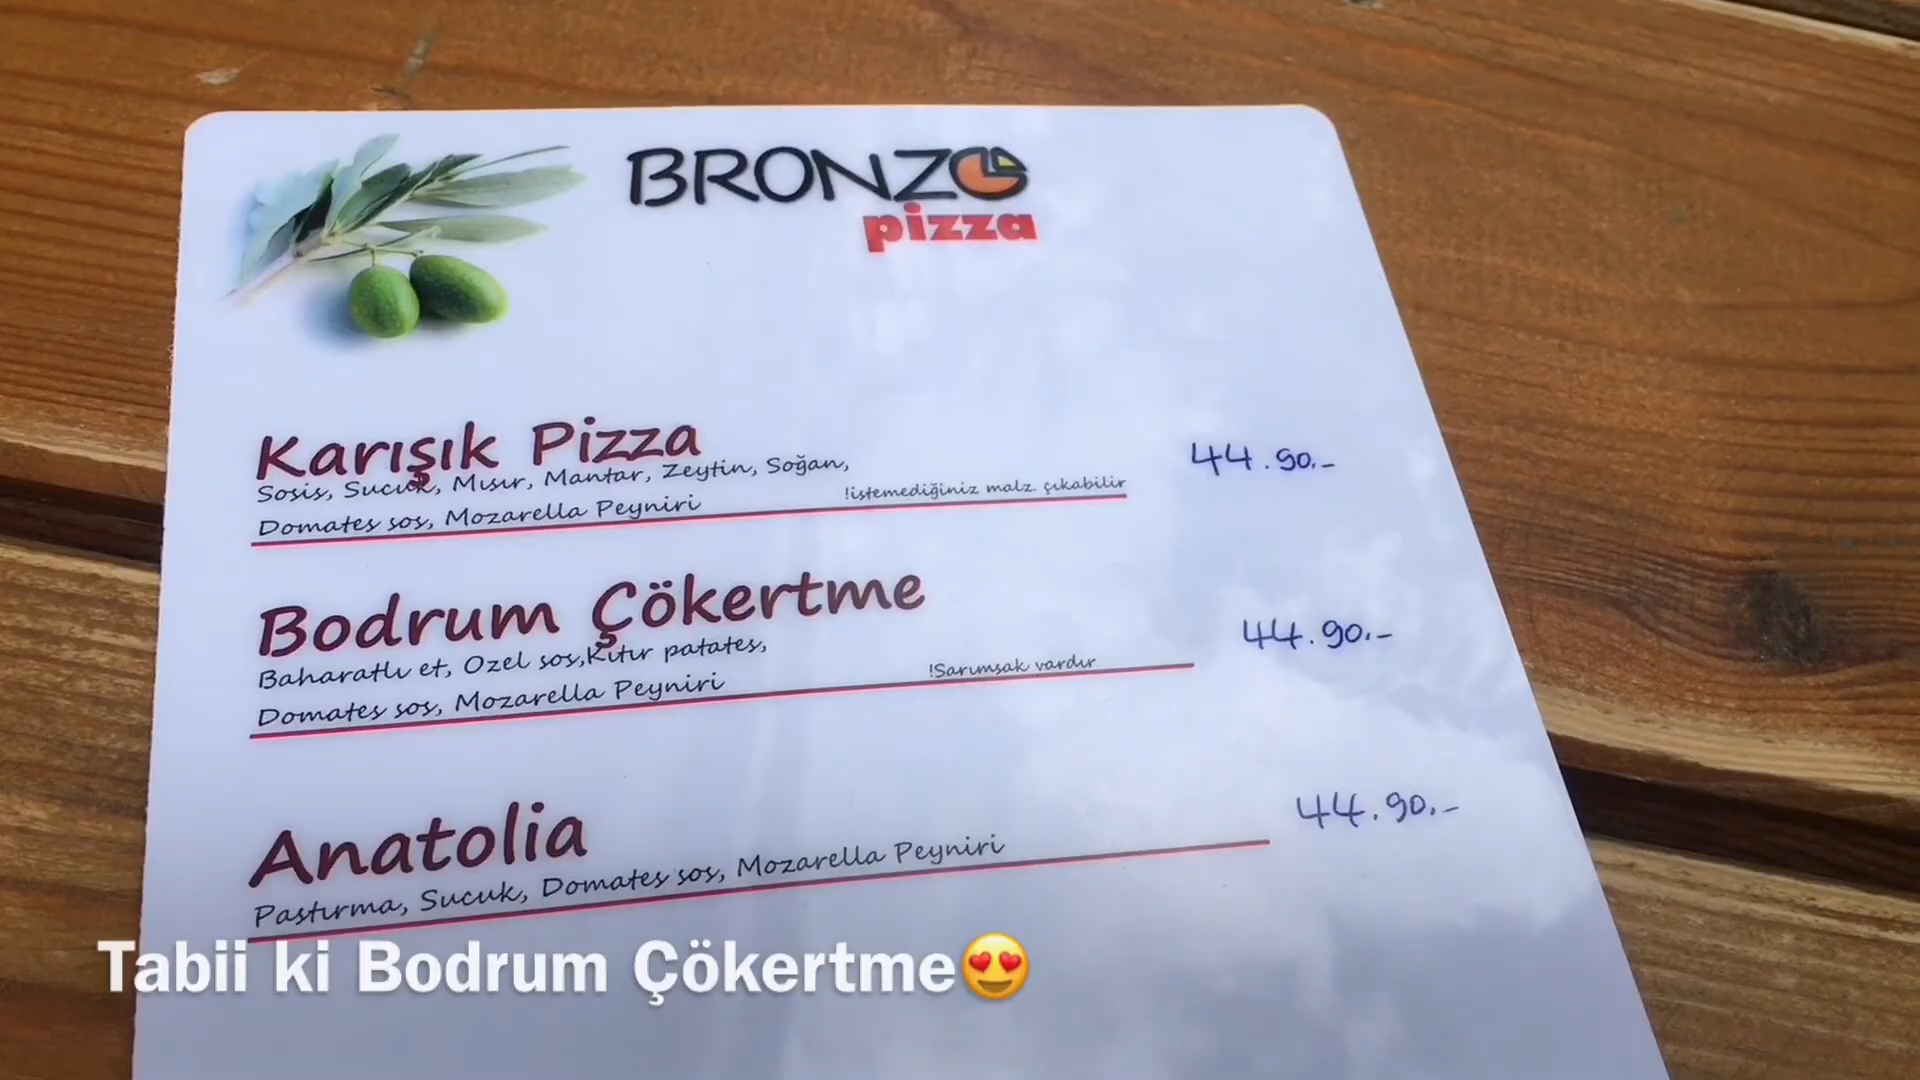 BRONZO
pizza
Karışık Pizza
44.90.-
Sosis, Sucuk, Mısır, Mantar, Zeytin, Soğan,
Domates sos, Mozarella Peyniri
!istemediğiniz malz çıkabilir
Bodrum Çökertme
44.90.-
Baharatlı et, Ozel sos,Kıtır patates,
Domates sos, Mozarella Peyniri
!Sarımsak vardır
Anatolia
44.90.-
Pastırma, Sucuk, Domates sos, Mozarella Peyniri
Tabii ki Bodrum Çökertme😍